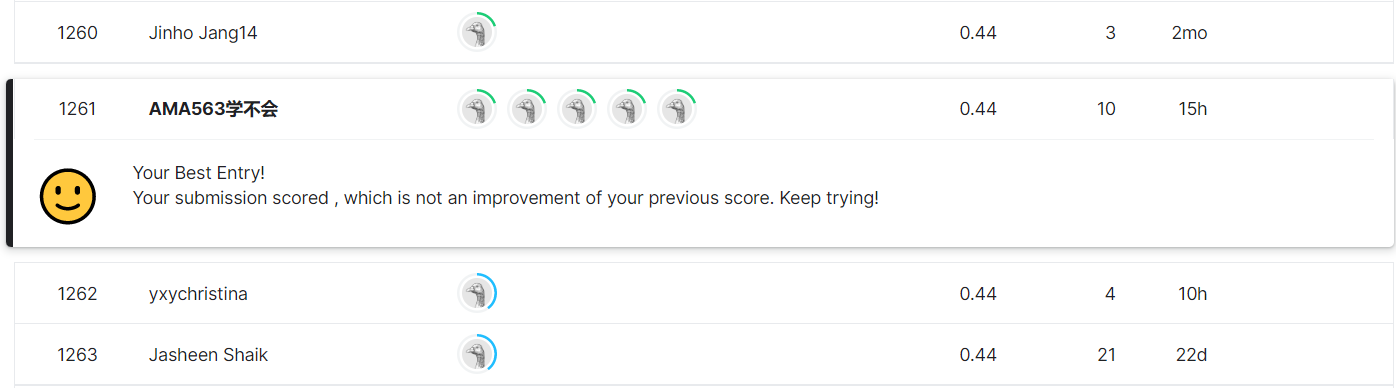 1260 Jinho Jang14 0.44 3 2mo
1261 AMA563学不会 0.44 10 15h
Your Best Entry!
Your submission scored , which is not an improvement of your previous score. Keep trying!
1262 yxychristina 0.44 4 10h
1263 Jasheen Shaik 0.44 21 22d